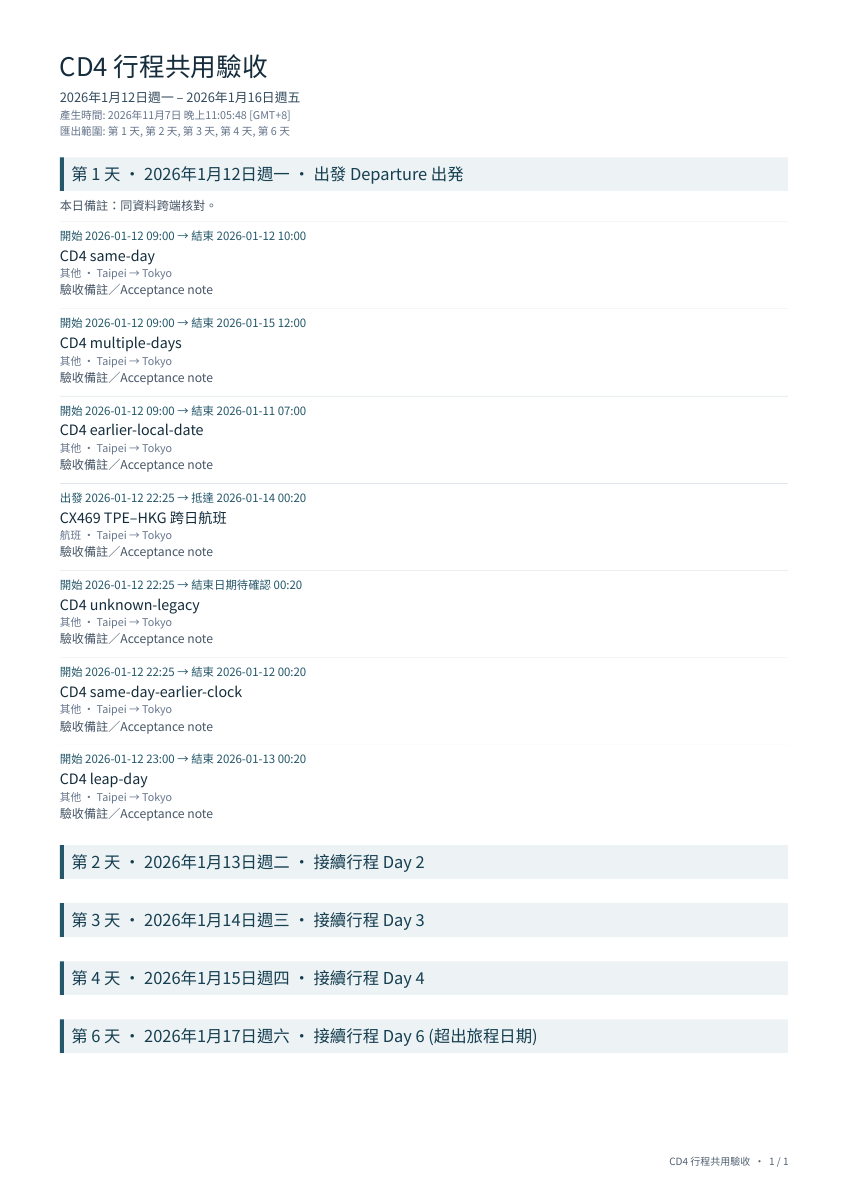 CD4 行程共用驗收
2026年1月12日週一 – 2026年1月16日週五
產生時間: 2026年11月7日 晚上11:05:48 [GMT+8]
匯出範圍: 第 1 天, 第 2 天, 第 3 天, 第 4 天, 第 6 天
第 1 天 ・ 2026年1月12日週一 ・ 出發 Departure 出発
本日備註：同資料跨端核對。
開始 2026-01-12 09:00 → 結束 2026-01-12 10:00
CD4 same-day
其他 ・ Taipei → Tokyo
驗收備註／Acceptance note
開始 2026-01-12 09:00 → 結束 2026-01-15 12:00
CD4 multiple-days
其他 ・ Taipei → Tokyo
驗收備註／Acceptance note
開始 2026-01-12 09:00 → 結束 2026-01-11 07:00
CD4 earlier-local-date
其他 ・ Taipei → Tokyo
驗收備註／Acceptance note
出發 2026-01-12 22:25 → 抵達 2026-01-14 00:20
CX469 TPE–HKG 跨日航班
航班 ・ Taipei → Tokyo
驗收備註／Acceptance note
開始 2026-01-12 22:25 → 結束日期待確認 00:20
CD4 unknown-legacy
其他 ・ Taipei → Tokyo
驗收備註／Acceptance note
開始 2026-01-12 22:25 → 結束 2026-01-12 00:20
CD4 same-day-earlier-clock
其他 ・ Taipei → Tokyo
驗收備註／Acceptance note
開始 2026-01-12 23:00 → 結束 2026-01-13 00:20
CD4 leap-day
其他 ・ Taipei → Tokyo
驗收備註／Acceptance note
第 2 天 ・ 2026年1月13日週二 ・ 接續行程 Day 2
第 3 天 ・ 2026年1月14日週三 ・ 接續行程 Day 3
第 4 天 ・ 2026年1月15日週四 ・ 接續行程 Day 4
第 6 天 ・ 2026年1月17日週六 ・ 接續行程 Day 6 (超出旅程日期)
CD4 行程共用驗收 ・ 1 / 1